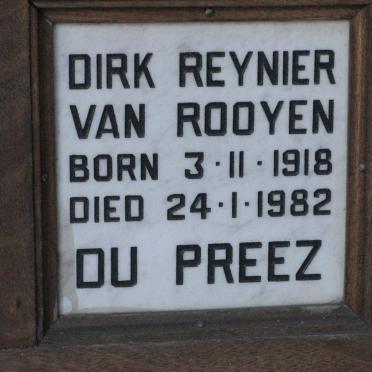 DIRK REYNIER
VAN ROOYEN
BORN 3·11·1918
DIED 24·1·1982
DU PREEZ